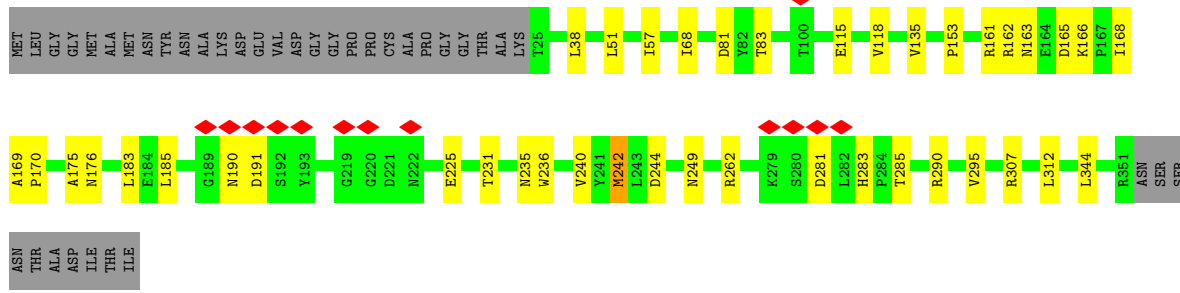 MET LEU GLY GLY MET ALA MET ASN TYR ASN ALA LYS ASP GLU VAL ASP GLY GLY PRO PRO CYS ALA PRO GLY GLY THR ALA LYS T25 L38 L51 I57 I68 D81 Y82 T83 T100 E115 V118 V135 P153 R161 R162 N163 E164 D165 K166 P167 I168
A169 P170 A175 N176 L183 E184 L185 G189 N190 D191 S192 Y193 G219 G220 D221 N222 E225 T231 N235 W236 V240 Y241 M242 L243 D244 N249 R262 K279 S280 D281 L282 H283 P284 T285 R290 V295 R307 L312 L344 R351 ASN SER SER
ASN THR ALA ASP ILE THR ILE